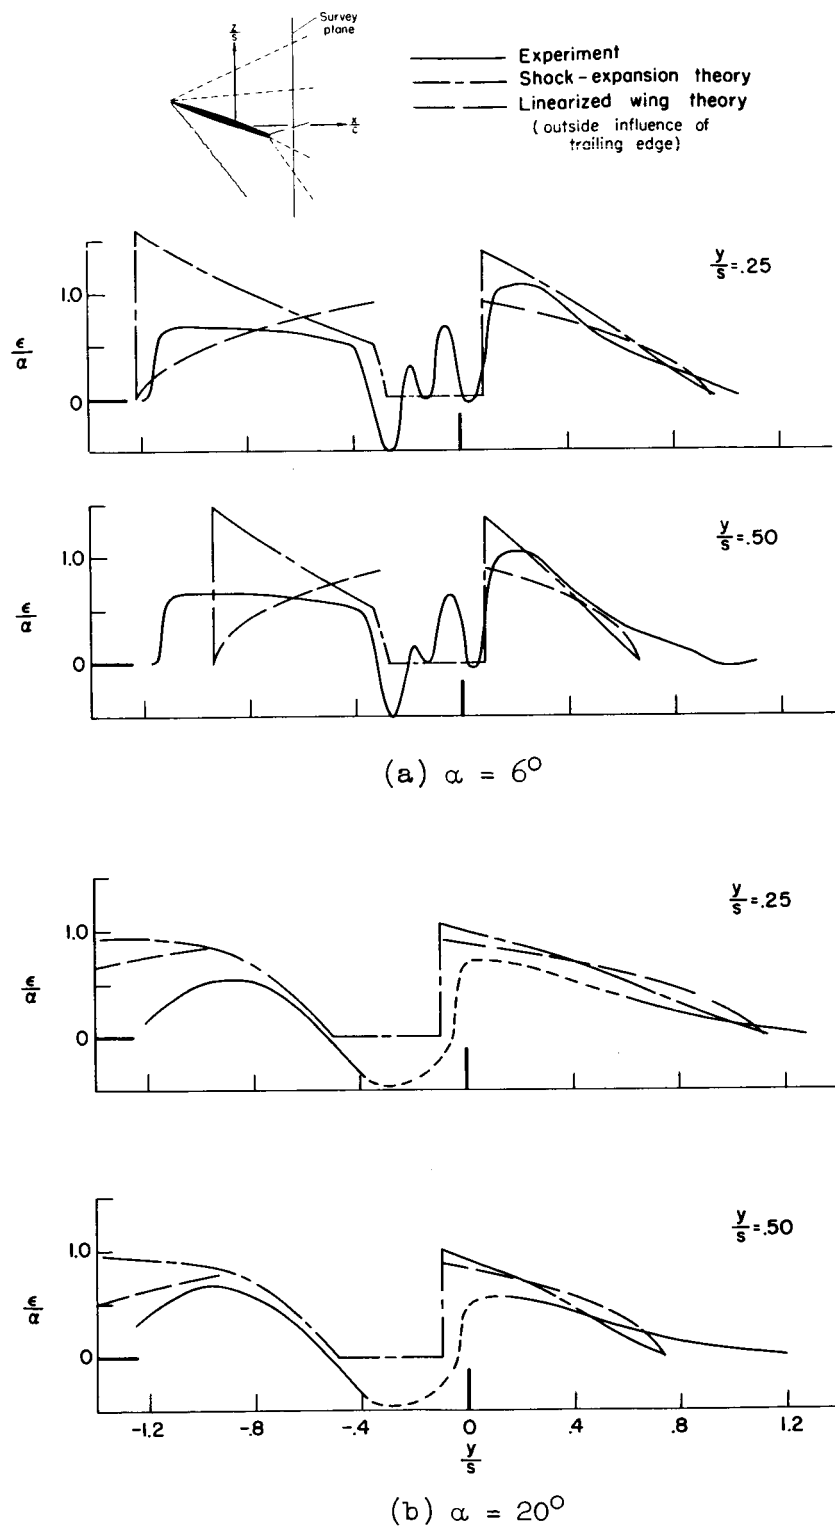 z/s
Survey plane
x/c
Experiment
Shock-expansion theory
Linearized wing theory
(outside influence of
trailing edge)
y/s = .25
1.0
ϵ/α
0
y/s = .50
1.0
ϵ/α
0
(a) α = 6°
y/s = .25
1.0
ϵ/α
0
y/s = .50
1.0
ϵ/α
0
-1.2 -.8 -.4 0 .4 .8 1.2
y/s
(b) α = 20°